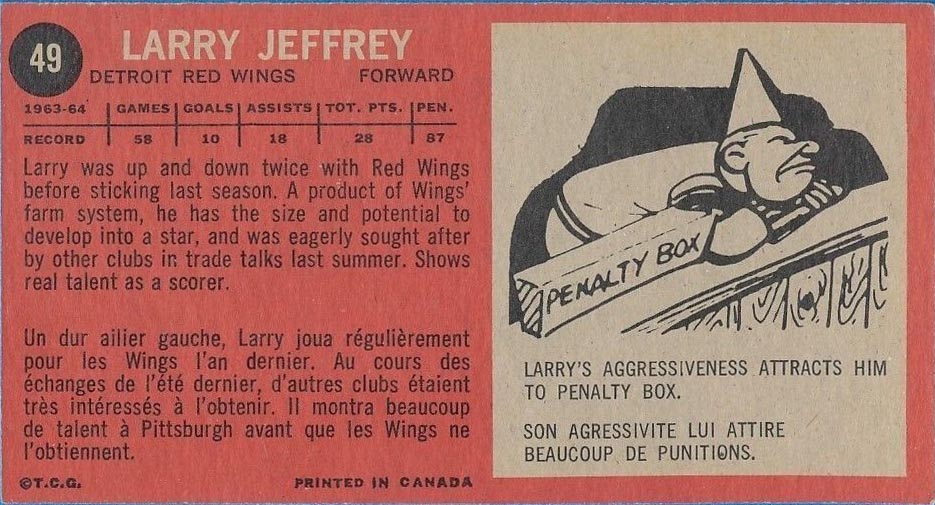 49
LARRY JEFFREY
DETROIT RED WINGS FORWARD
1963-64 GAMES GOALS ASSISTS TOT. PTS. PEN.
RECORD 58 10 18 28 87
Larry was up and down twice with Red Wings
before sticking last season. A product of Wings'
farm system, he has the size and potential to
develop into a star, and was eagerly sought after
by other clubs in trade talks last summer. Shows
real talent as a scorer.
Un dur ailier gauche, Larry joua régulièrement
pour les Wings l'an dernier. Au cours des
échanges de l'été dernier, d'autres clubs étaient
très intéressés à l'obtenir. Il montra beaucoup
de talent à Pittsburgh avant que les Wings ne
l'obtiennent.
©T.C.G. PRINTED IN CANADA
PENALTY BOX
LARRY'S AGGRESSIVENESS ATTRACTS HIM
TO PENALTY BOX.
SON AGRESSIVITE LUI ATTIRE
BEAUCOUP DE PUNITIONS.